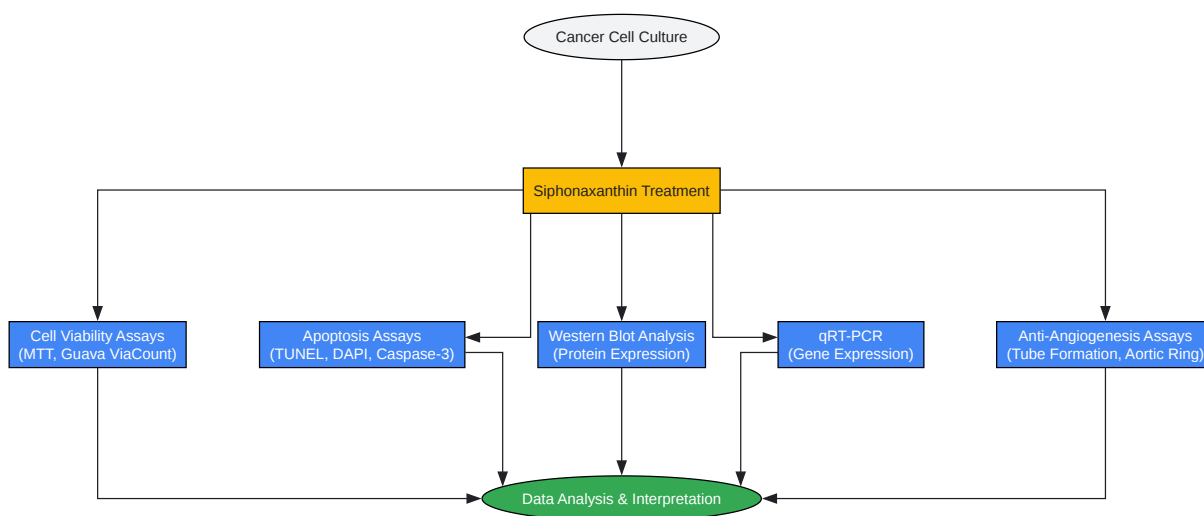 Cancer Cell Culture
Siphonaxanthin Treatment
Cell Viability Assays
(MTT, Guava ViaCount)
Apoptosis Assays
(TUNEL, DAPI, Caspase-3)
Western Blot Analysis
(Protein Expression)
qRT-PCR
(Gene Expression)
Anti-Angiogenesis Assays
(Tube Formation, Aortic Ring)
Data Analysis & Interpretation